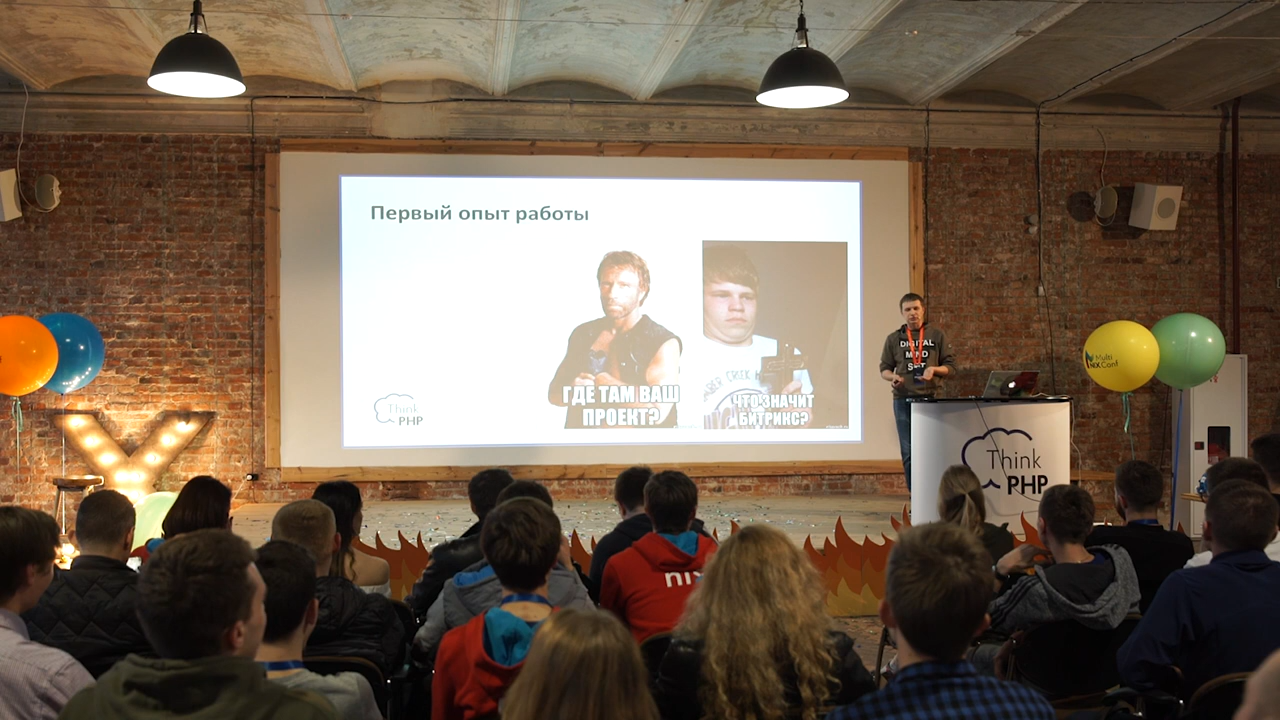 Первый опыт работы
ГДЕ ТАМ ВАШ
ПРОЕКТ?
ЧТО ЗНАЧИТ
БИТРИКС?
Think
PHP
DIGITAL
MIND
SET
Multi
NIX Conf
Think
PHP
nix